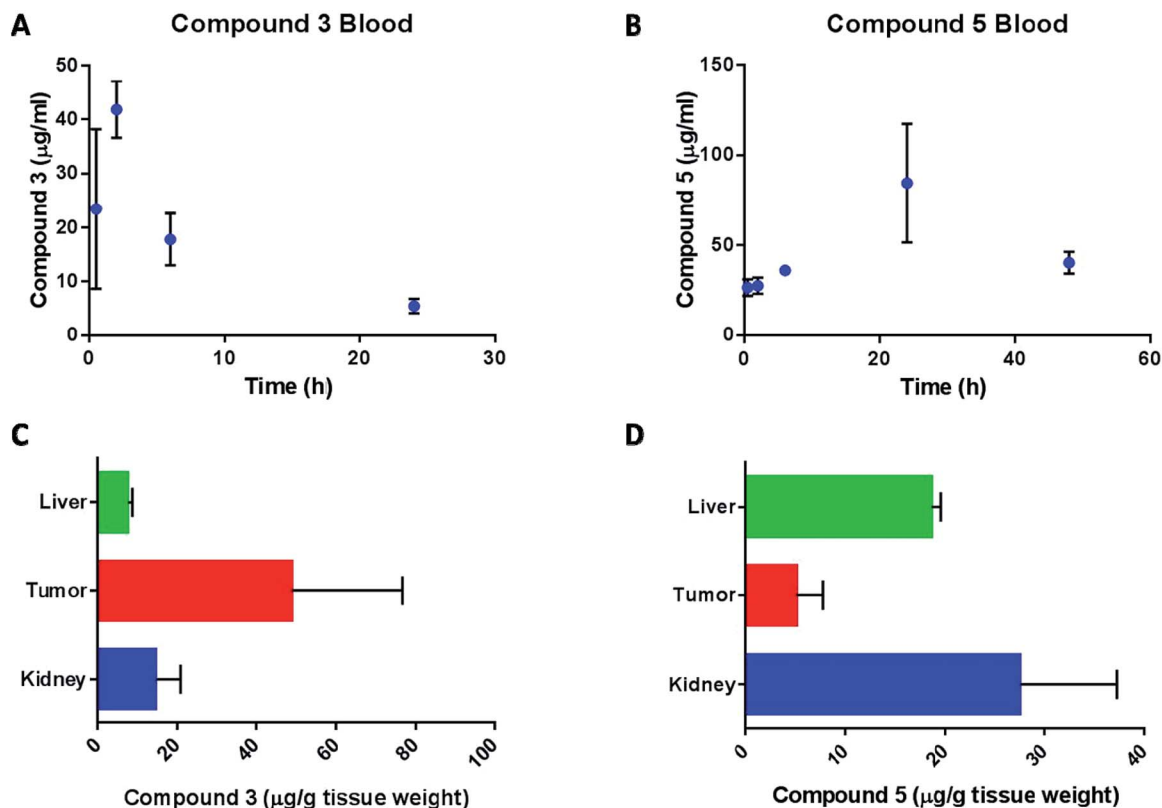 A
Compound 3 Blood
Compound 3 (μg/ml)
50
40
30
20
10
0
0 10 20 30
Time (h)
B
Compound 5 Blood
Compound 5 (μg/ml)
150
100
50
0
0 20 40 60
Time (h)
C
Liver
Tumor
Kidney
0 20 40 60 80 100
Compound 3 (μg/g tissue weight)
D
Liver
Tumor
Kidney
0 10 20 30 40
Compound 5 (μg/g tissue weight)